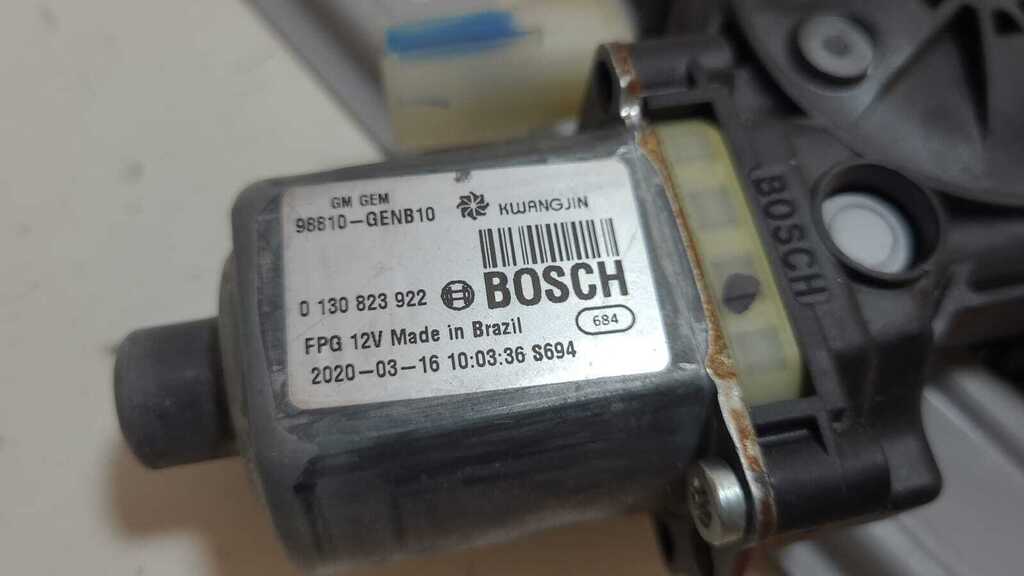 GM GEM
98810-GENB10
KWANGJIN
0 130 823 922 BOSCH
FPG 12V Made in Brazil
684
2020-03-16 10:03:36 S694
BOSCH